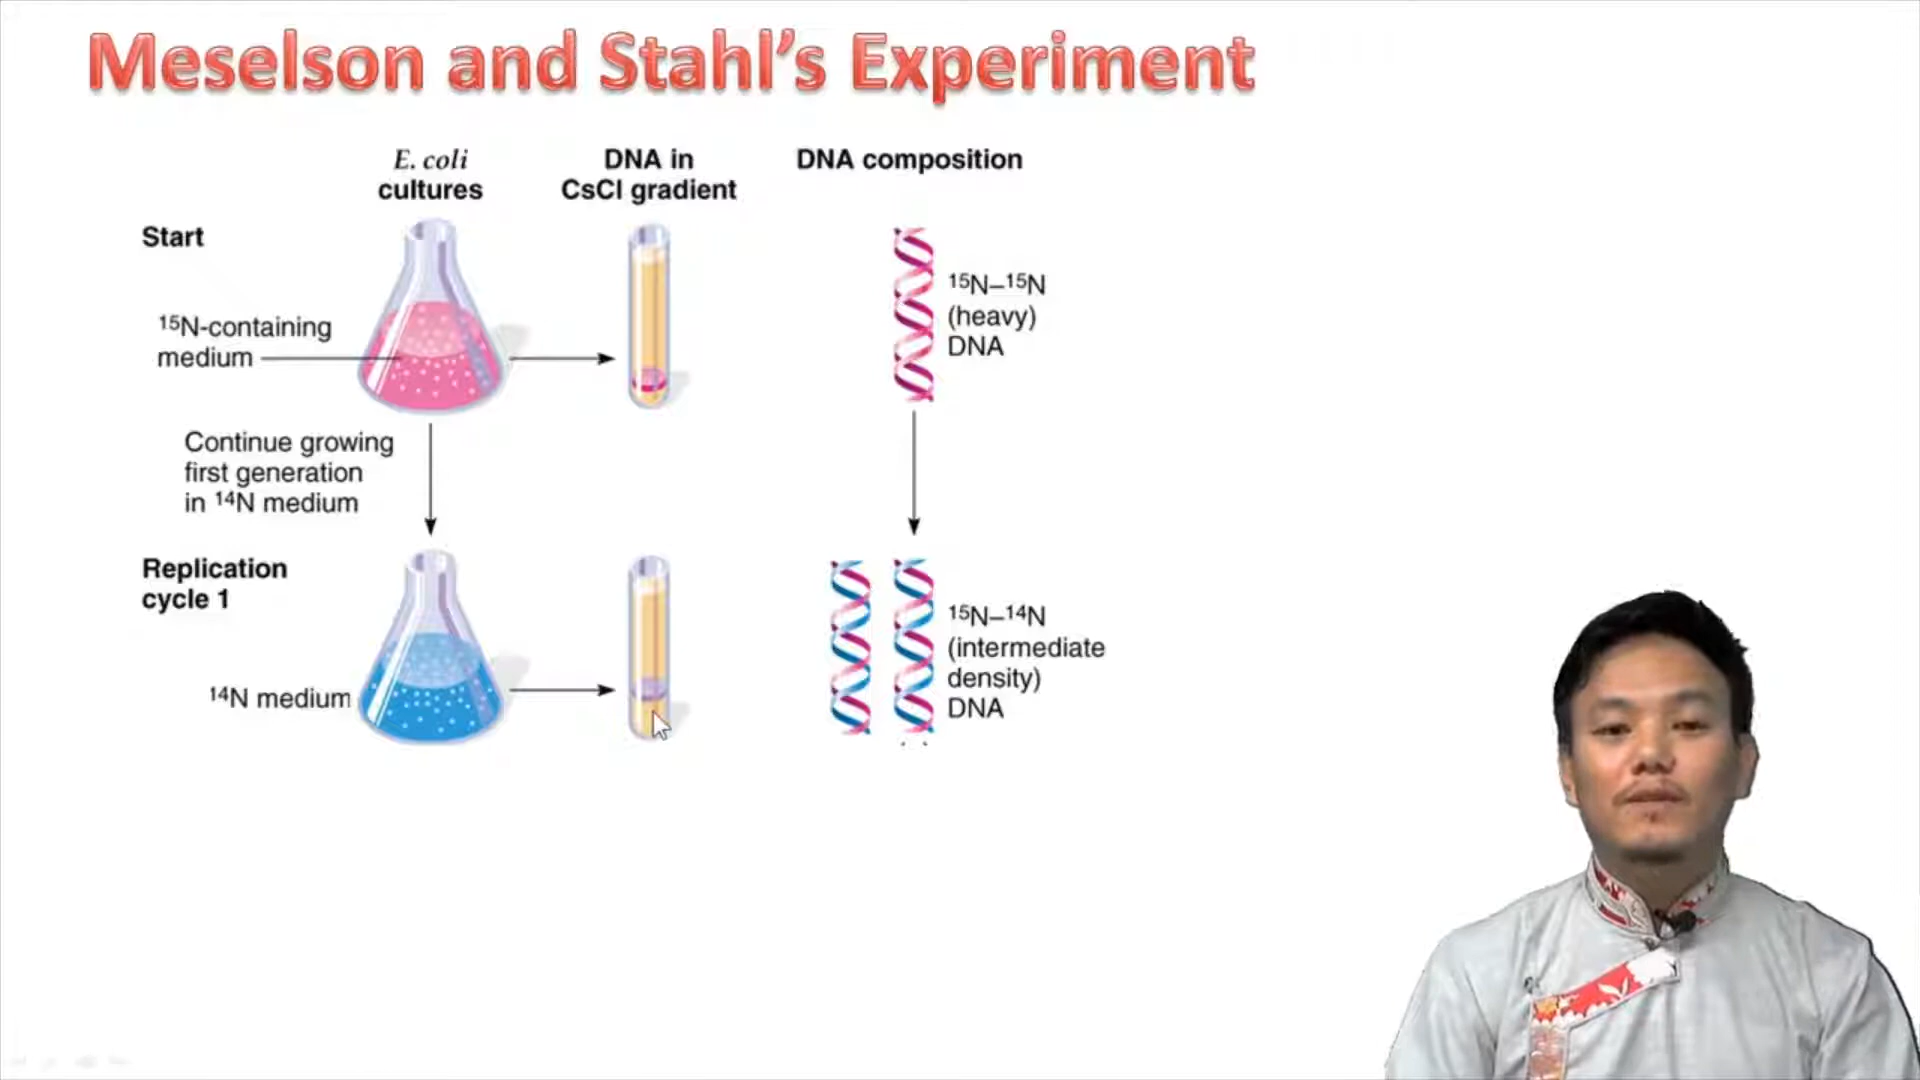 Meselson and Stahl's Experiment
E. coli
cultures
DNA in
CsCl gradient
DNA composition
Start
¹⁵N-containing
medium
¹⁵N–¹⁵N
(heavy)
DNA
Continue growing
first generation
in ¹⁴N medium
Replication
cycle 1
¹⁴N medium
¹⁵N–¹⁴N
(intermediate
density)
DNA